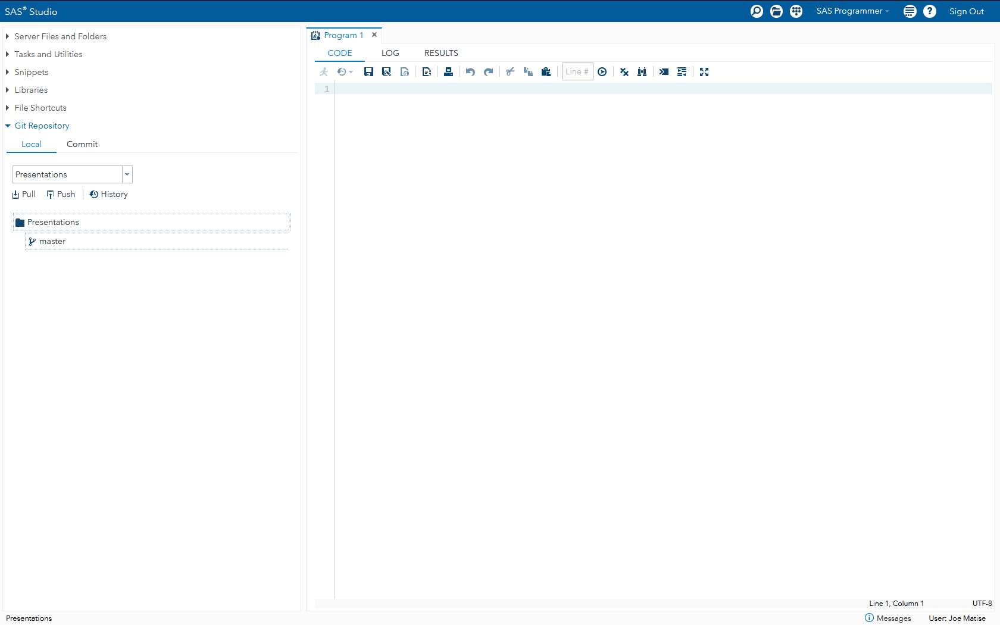 SAS® Studio
SAS Programmer
Sign Out
Server Files and Folders
Tasks and Utilities
Snippets
Libraries
File Shortcuts
Git Repository
Local Commit
Presentations
Pull Push History
Presentations
master
Program 1
CODE LOG RESULTS
Line #
1
Line 1, Column 1
UTF-8
Presentations
Messages
User: Joe Matise